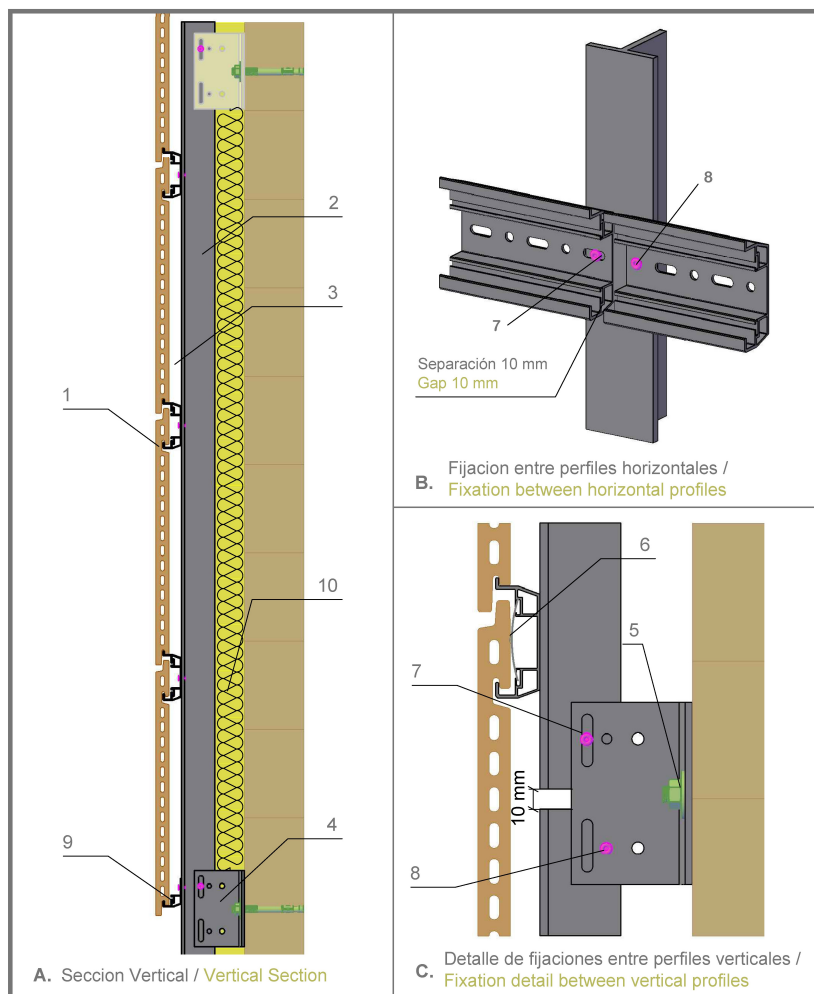 2
3
1
10
9
4
A. Seccion Vertical / Vertical Section
8
7
Separación 10 mm
Gap 10 mm
B. Fijacion entre perfiles horizontales /
Fixation between horizontal profiles
6
5
7
10 mm
8
C. Detalle de fijaciones entre perfiles verticales /
Fixation detail between vertical profiles